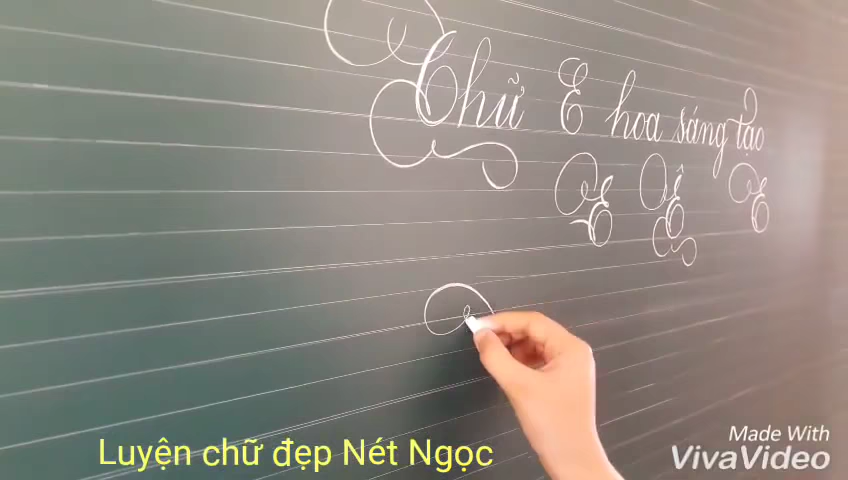 Chữ E hoa sáng tạo
E Ê E
Luyện chữ đẹp Nét Ngọc
Made With
VivaVideo